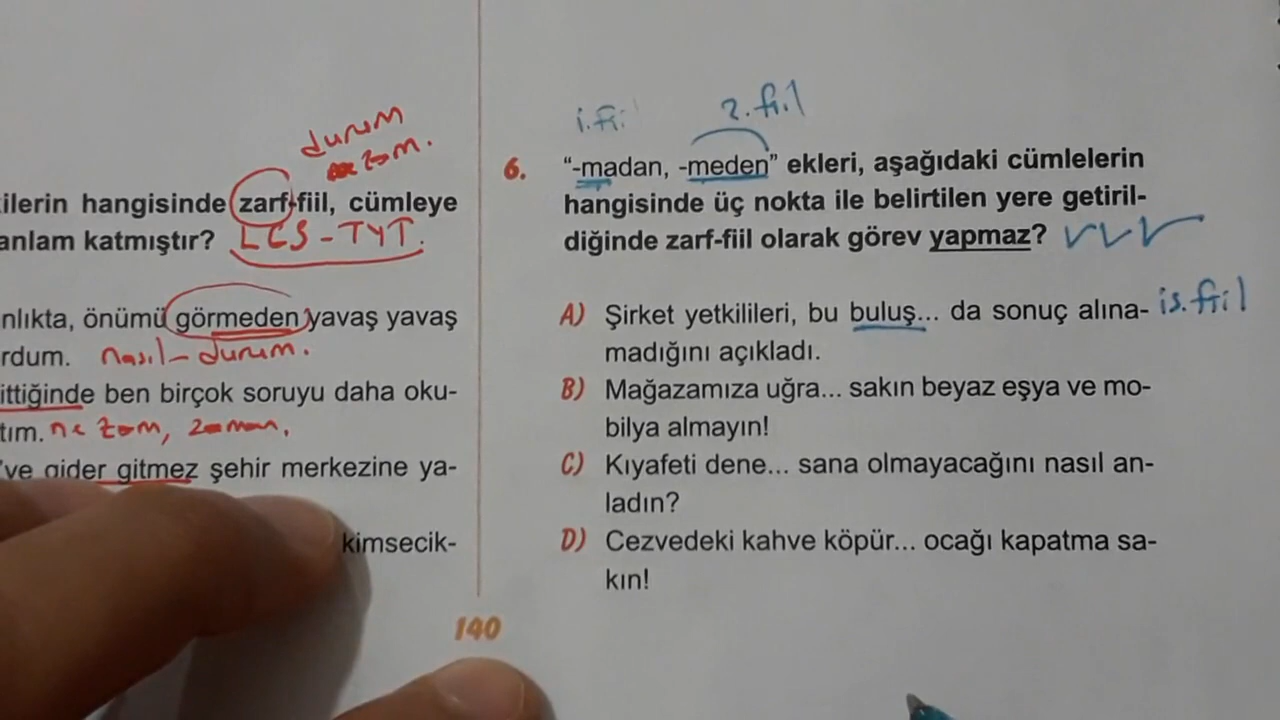 durum
zam.
ilerin hangisinde zarf-fiil, cümleye
anlam katmıştır? LGS - TYT.
nlıkta, önümü görmeden yavaş yavaş
rdum. nasıl - durum.
ittiğinde ben birçok soruyu daha oku-
tım. ne zam, zaman.
've gider gitmez şehir merkezine ya-
kimsecik-
140
i.fi
z.fiil
6. “-madan, -meden” ekleri, aşağıdaki cümlelerin
hangisinde üç nokta ile belirtilen yere getiril-
diğinde zarf-fiil olarak görev yapmaz?
A) Şirket yetkilileri, bu buluş... da sonuç alına- is.fiil
madığını açıkladı.
B) Mağazamıza uğra... sakın beyaz eşya ve mo-
bilya almayın!
C) Kıyafeti dene... sana olmayacağını nasıl an-
ladın?
D) Cezvedeki kahve köpür... ocağı kapatma sa-
kın!